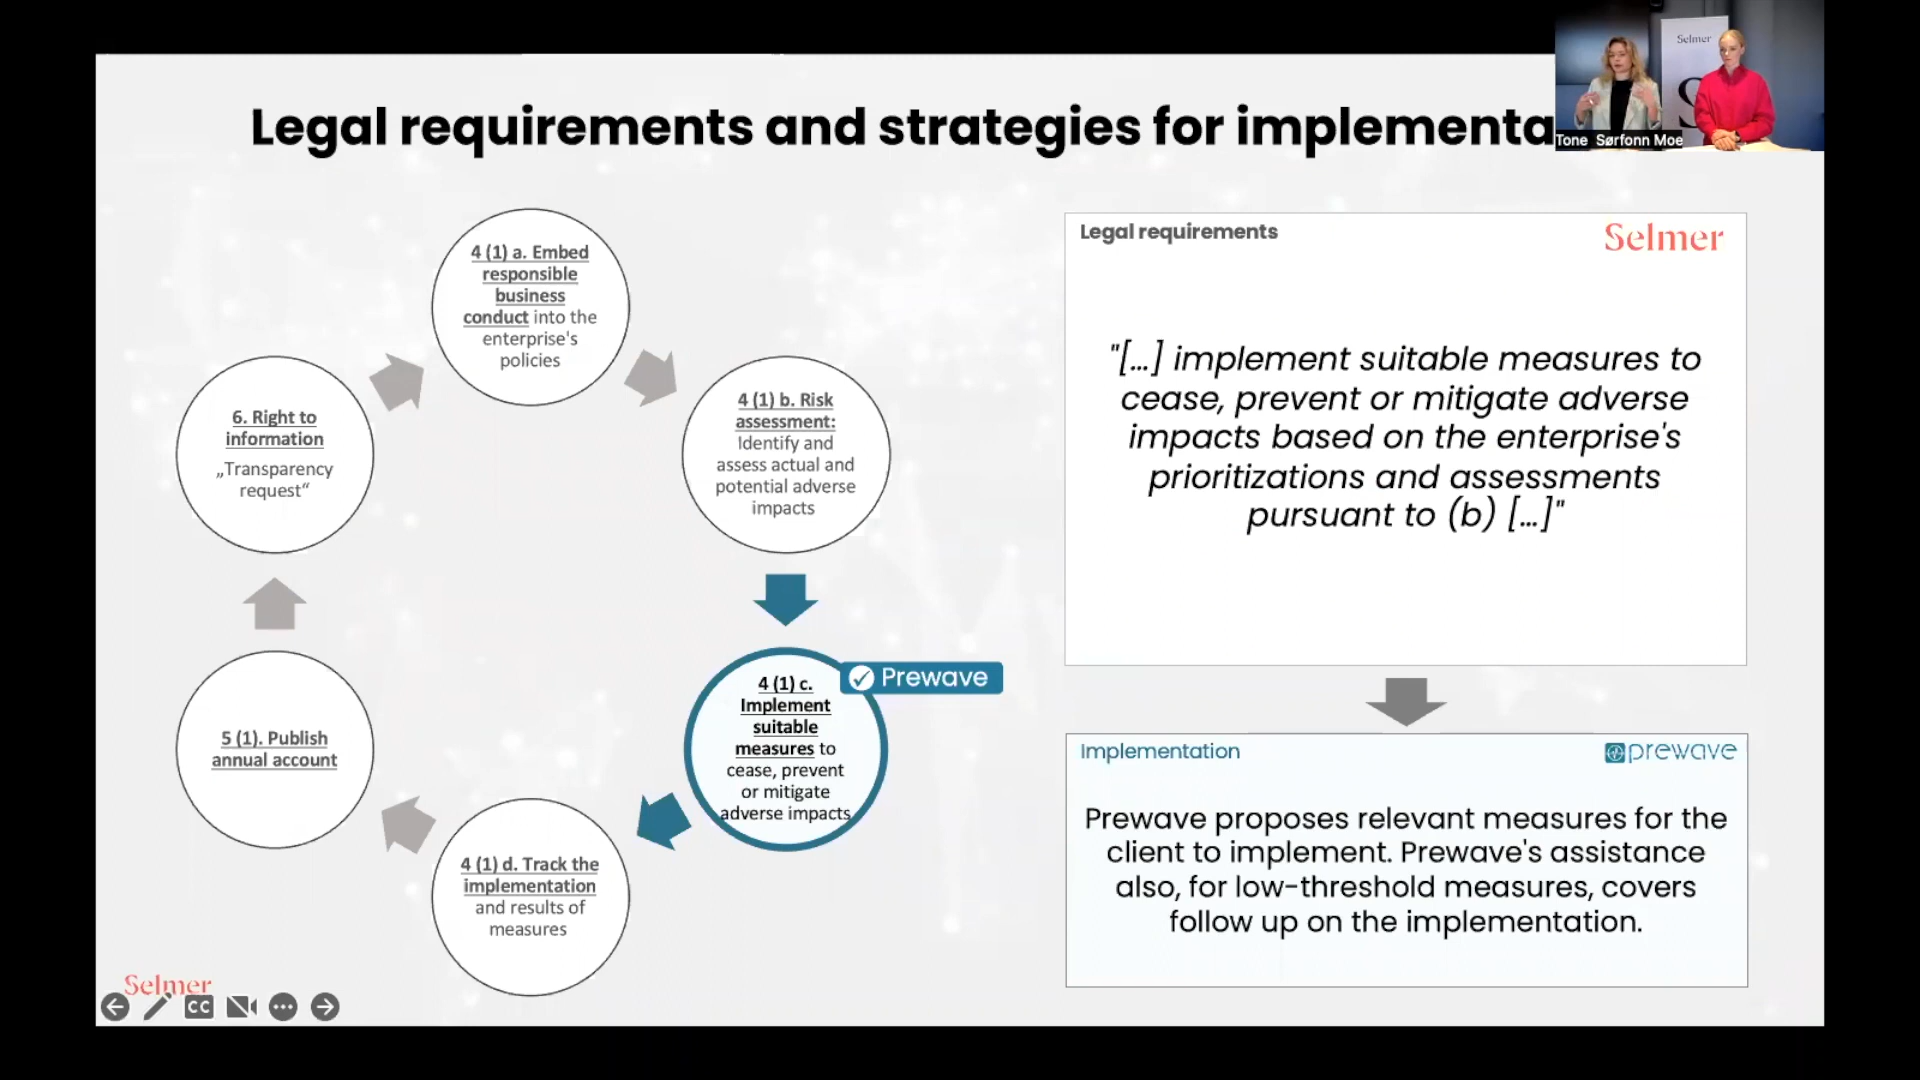 Legal requirements and strategies for implementa
Selmer
Tone Sørfonn Moe
4 (1) a. Embed
responsible
business
conduct into the
enterprise's
policies
4 (1) b. Risk
assessment:
Identify and
assess actual and
potential adverse
impacts
4 (1) c.
Implement
suitable
measures to
cease, prevent
or mitigate
adverse impacts
Prewave
4 (1) d. Track the
implementation
and results of
measures
5 (1). Publish
annual account
6. Right to
information
„Transparency
request“
Legal requirements
Selmer
"[...] implement suitable measures to
cease, prevent or mitigate adverse
impacts based on the enterprise's
prioritizations and assessments
pursuant to (b) [...]"
Implementation
prewave
Prewave proposes relevant measures for the
client to implement. Prewave's assistance
also, for low-threshold measures, covers
follow up on the implementation.
Selmer
CC